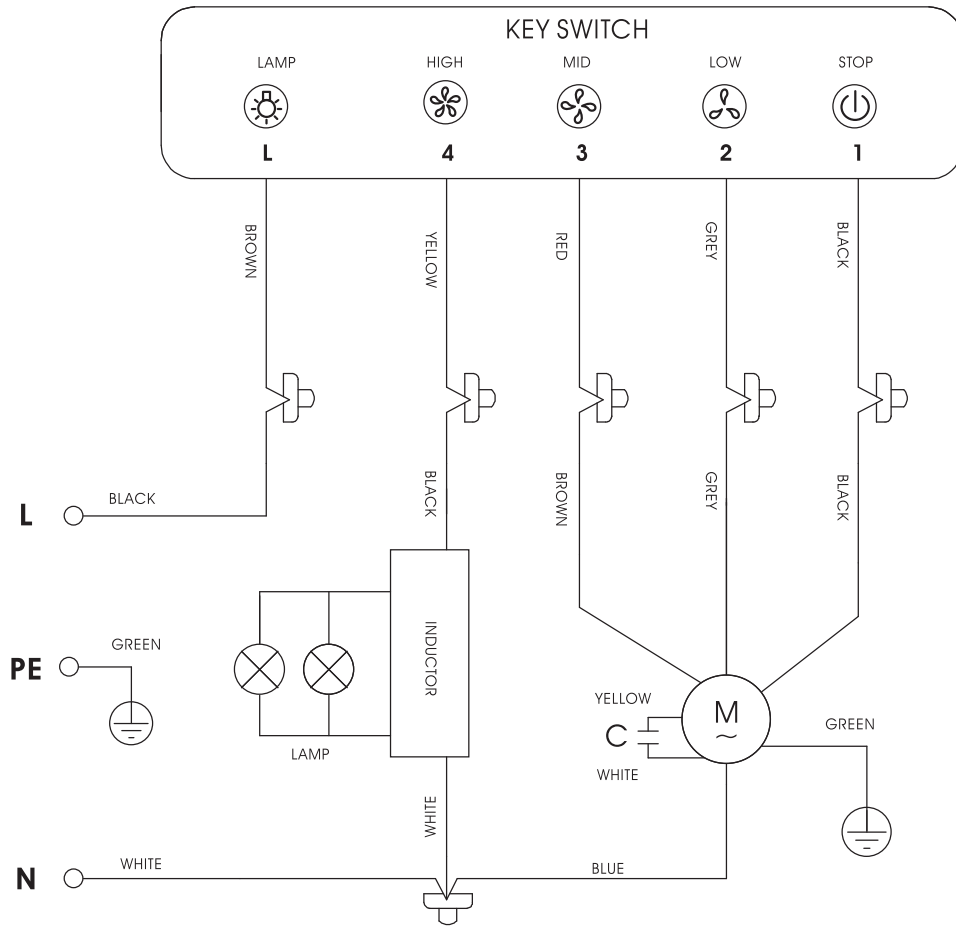 KEY SWITCH
LAMP HIGH MID LOW STOP
L 4 3 2 1
BROWN YELLOW RED GREY BLACK
BLACK BROWN GREY BLACK
L BLACK
INDUCTOR
PE GREEN
YELLOW
M
~
C
GREEN
WHITE
LAMP
WHITE
N WHITE
BLUE